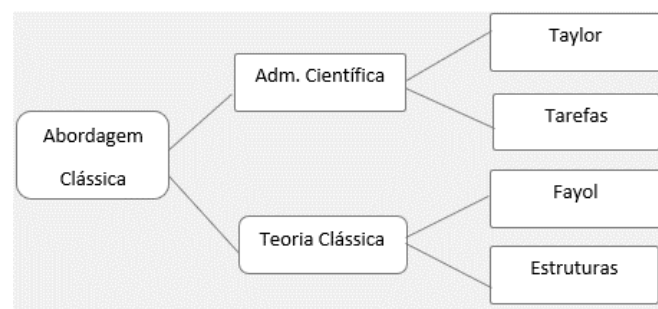 Abordagem
Clássica
Adm. Científica
Taylor
Tarefas
Teoria Clássica
Fayol
Estruturas